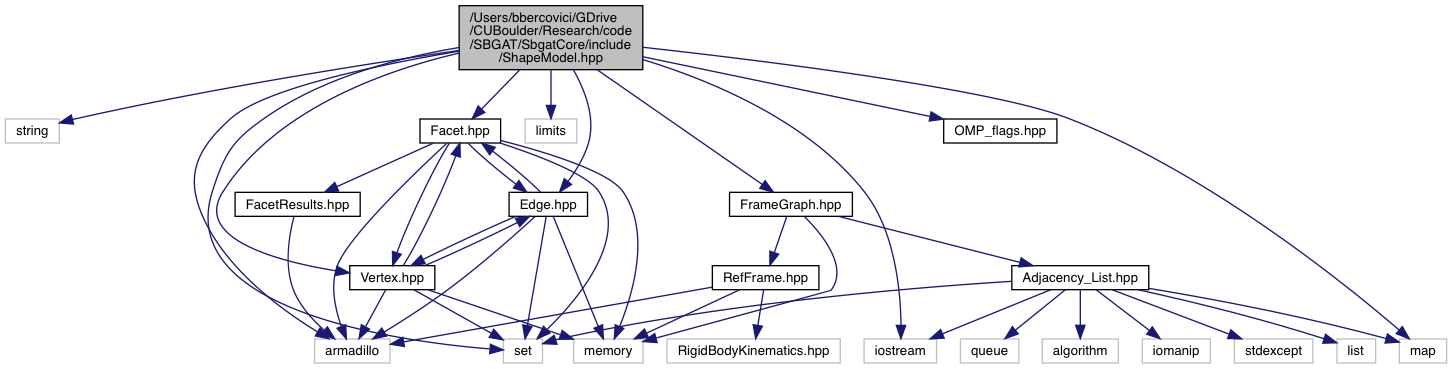 /Users/bbercovici/GDrive
/CUBoulder/Research/code
/SBGAT/SbgatCore/include
/ShapeModel.hpp
string
Facet.hpp
limits
OMP_flags.hpp
FacetResults.hpp
Edge.hpp
FrameGraph.hpp
Vertex.hpp
RefFrame.hpp
Adjacency_List.hpp
armadillo
set
memory
RigidBodyKinematics.hpp
iostream
queue
algorithm
iomanip
stdexcept
list
map